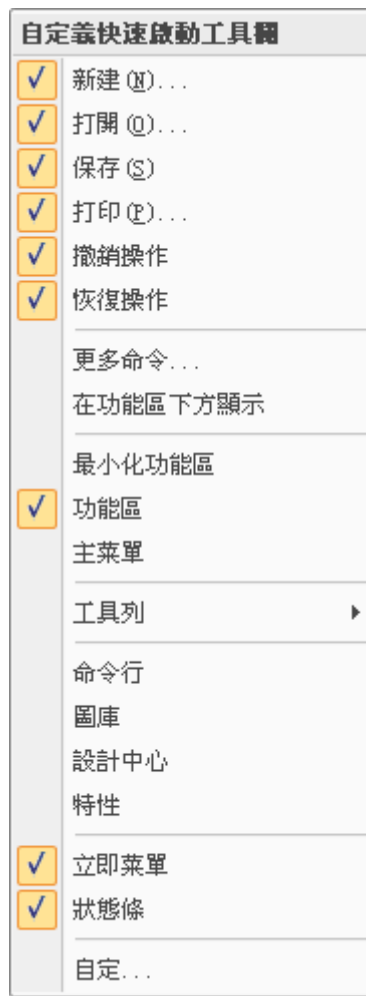 自定義快速啟動工具欄
新建(N)...
打開(O)...
保存(S)
打印(P)...
撤銷操作
恢復操作
更多命令...
在功能區下方顯示
最小化功能區
功能區
主菜單
工具列
命令行
圖庫
設計中心
特性
立即菜單
狀態條
自定...